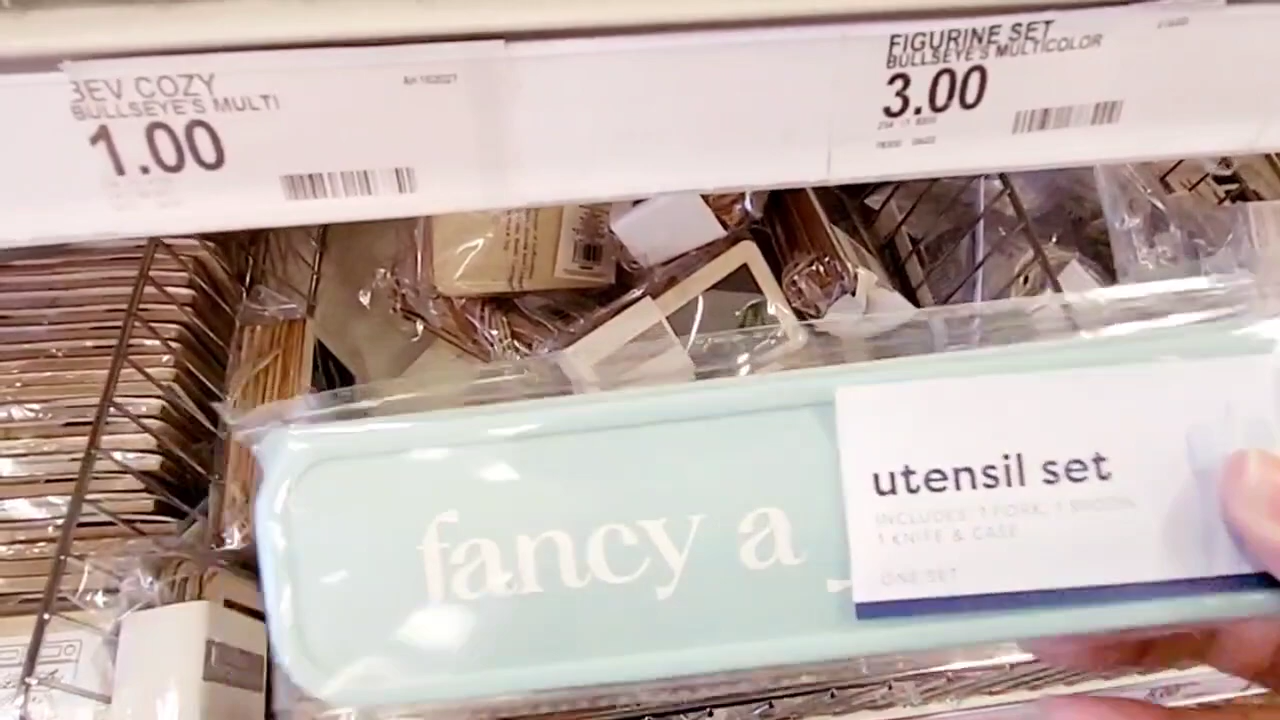 BEV COZY
BULLSEYE'S MULTI
1.00
FIGURINE SET
BULLSEYE'S MULTICOLOR
3.00
fancy a
utensil set
INCLUDES: 1 FORK, 1 SPOON,
1 KNIFE & CASE
ONE SET